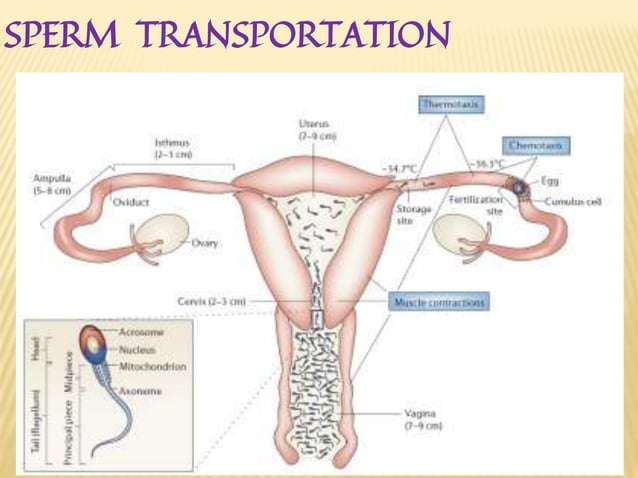 SPERM TRANSPORTATION
Thermotaxis
Uterus
(7-9 cm)
Isthmus
(2-3 cm)
Chemotaxis
~34.7°C
~36.3°C
Ampulla
(5-8 cm)
Egg
Oviduct
Storage
site
Fertilization
site
Cumulus cell
Ovary
Ovary
Cervix (2-3 cm)
Muscle contractions
Acrosome
Nucleus
Mitochondrion
Axoneme
Head
Midpiece
Tail (flagellum)
Principal piece
Vagina
(7-9 cm)